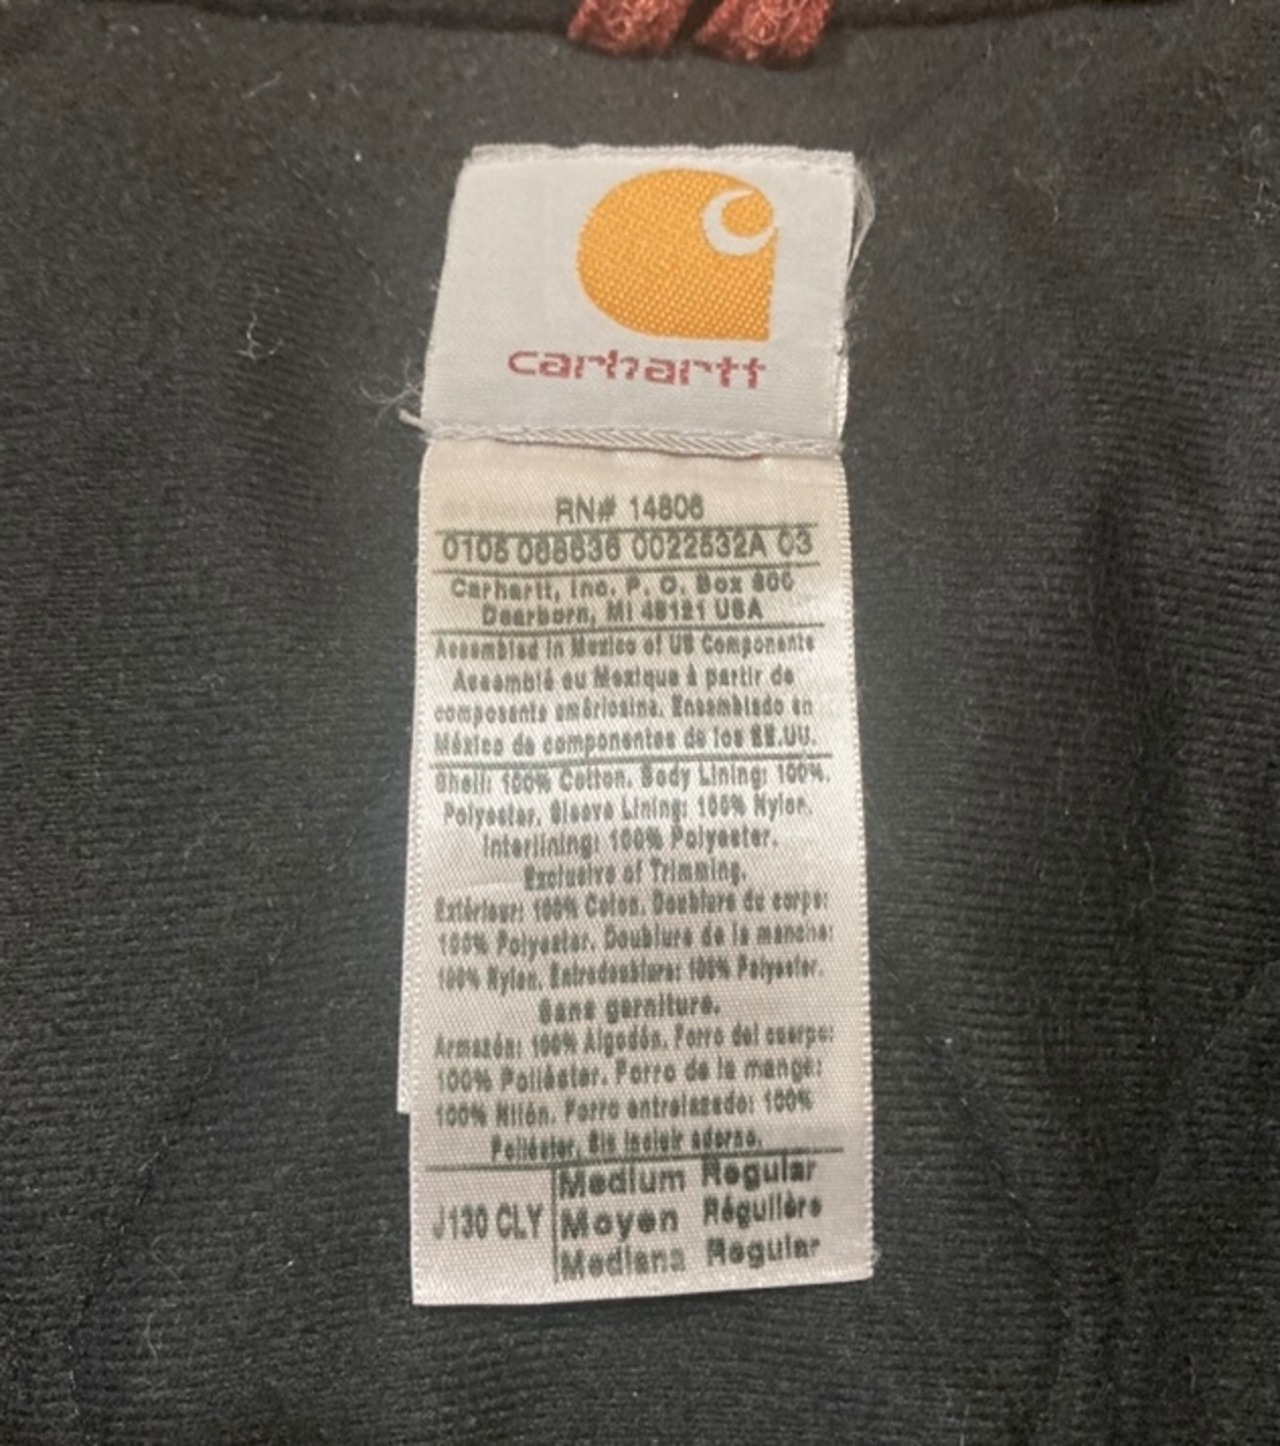 carhartt
RN# 14806
0105 088636 0022532A 03
Carhartt, Inc. P. O. Box 600
Dearborn, MI 48121 USA
Assembled in Mexico of US Components
Assemblé au Mexique à partir de
composants américains. Ensamblado en
México de componentes de los EE.UU.
Shell: 100% Cotton. Body Lining: 100%
Polyester. Sleeve Lining: 100% Nylon.
Interlining: 100% Polyester.
Exclusive of Trimming.
Extérieur: 100% Coton. Doublure du corps:
100% Polyester. Doublure de la manche:
100% Nylon. Entredoublure: 100% Polyester.
Sans garniture.
Armazón: 100% Algodón. Forro del cuerpo:
100% Poliéster. Forro de la manga:
100% Nilón. Forro entrelazado: 100%
Poliéster. Sin incluir adorno.
J130 CLY
Medium Regular
Moyen Régulière
Mediana Regular